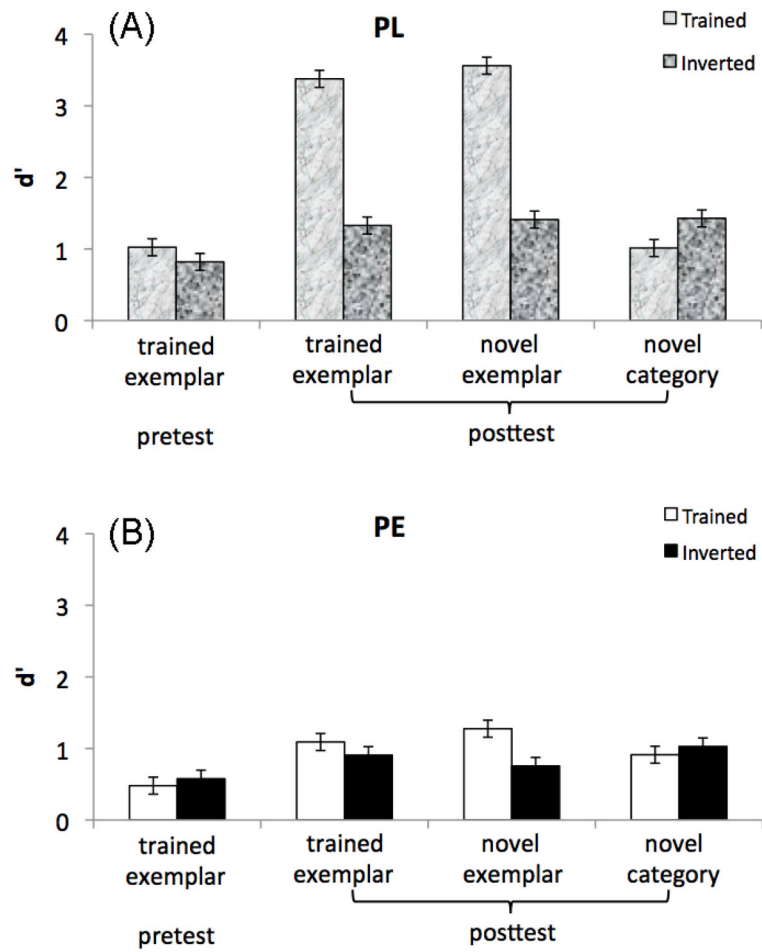 (A)
PL
Trained
Inverted
4
3
2
1
0
d'
trained exemplar
trained exemplar
novel exemplar
novel category
pretest
posttest
(B)
PE
Trained
Inverted
4
3
2
1
0
d'
trained exemplar
trained exemplar
novel exemplar
novel category
pretest
posttest